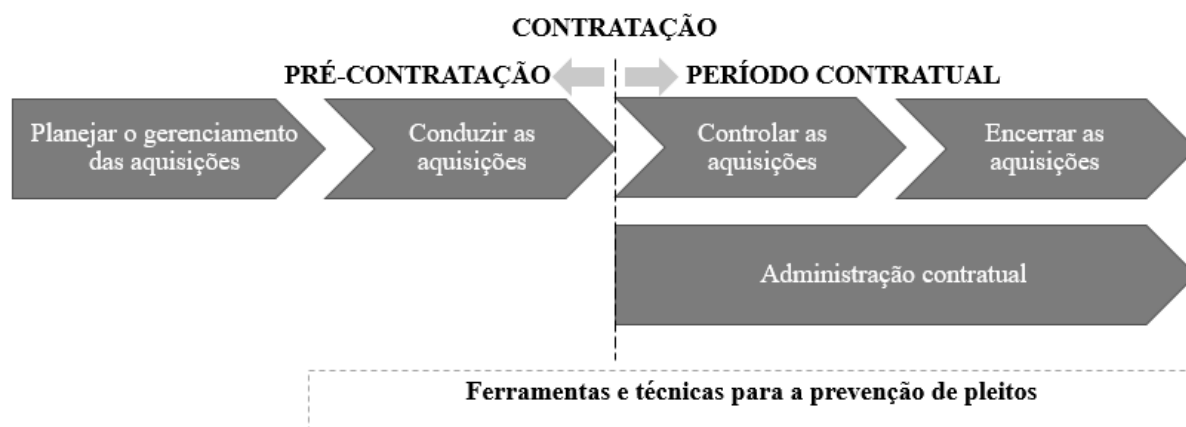 CONTRATAÇÃO
PRÉ-CONTRATAÇÃO
PERÍODO CONTRATUAL
Planejar o gerenciamento
das aquisições
Conduzir as
aquisições
Controlar as
aquisições
Encerrar as
aquisições
Administração contratual
Ferramentas e técnicas para a prevenção de pleitos